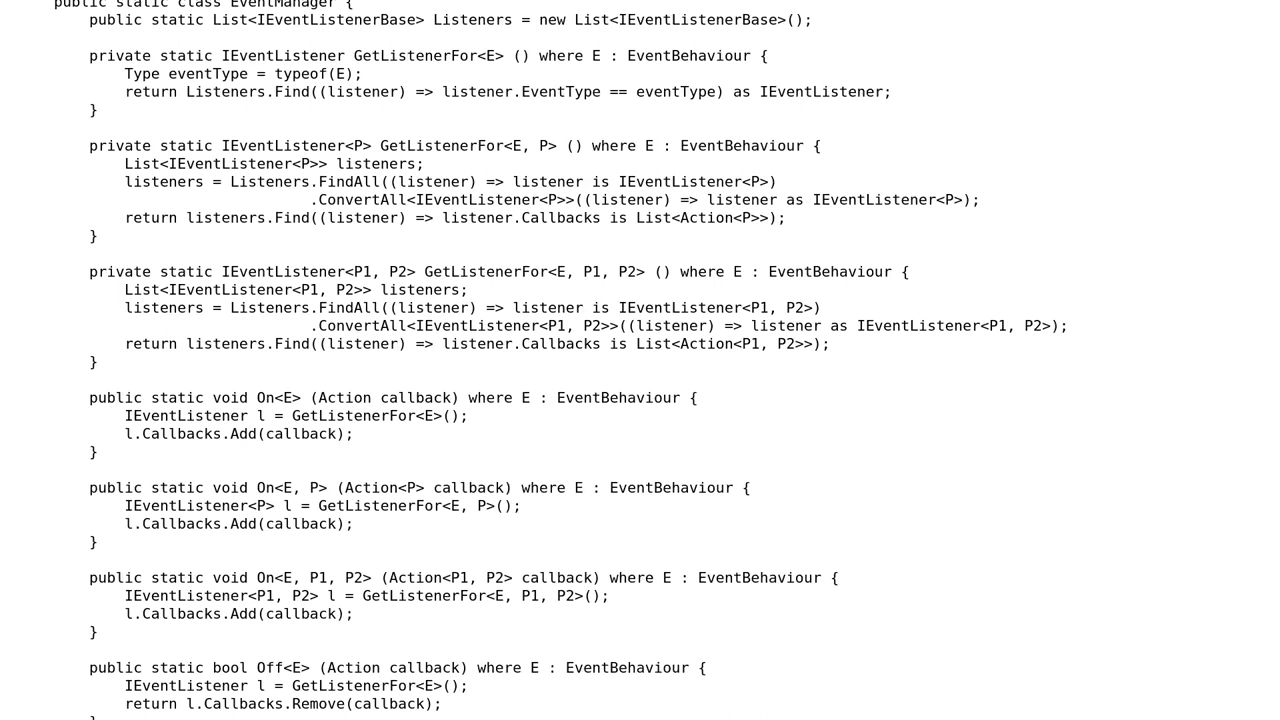 public static class EventManager {
public static List<IEventListenerBase> Listeners = new List<IEventListenerBase>();
private static IEventListener GetListenerFor<E> () where E : EventBehaviour {
Type eventType = typeof(E);
return Listeners.Find((listener) => listener.EventType == eventType) as IEventListener;
}
private static IEventListener<P> GetListenerFor<E, P> () where E : EventBehaviour {
List<IEventListener<P>> listeners;
listeners = Listeners.FindAll((listener) => listener is IEventListener<P>)
.ConvertAll<IEventListener<P>>((listener) => listener as IEventListener<P>);
return listeners.Find((listener) => listener.Callbacks is List<Action<P>>);
}
private static IEventListener<P1, P2> GetListenerFor<E, P1, P2> () where E : EventBehaviour {
List<IEventListener<P1, P2>> listeners;
listeners = Listeners.FindAll((listener) => listener is IEventListener<P1, P2>)
.ConvertAll<IEventListener<P1, P2>>((listener) => listener as IEventListener<P1, P2>);
return listeners.Find((listener) => listener.Callbacks is List<Action<P1, P2>>);
}
public static void On<E> (Action callback) where E : EventBehaviour {
IEventListener l = GetListenerFor<E>();
l.Callbacks.Add(callback);
}
public static void On<E, P> (Action<P> callback) where E : EventBehaviour {
IEventListener<P> l = GetListenerFor<E, P>();
l.Callbacks.Add(callback);
}
public static void On<E, P1, P2> (Action<P1, P2> callback) where E : EventBehaviour {
IEventListener<P1, P2> l = GetListenerFor<E, P1, P2>();
l.Callbacks.Add(callback);
}
public static bool Off<E> (Action callback) where E : EventBehaviour {
IEventListener l = GetListenerFor<E>();
return l.Callbacks.Remove(callback);
}